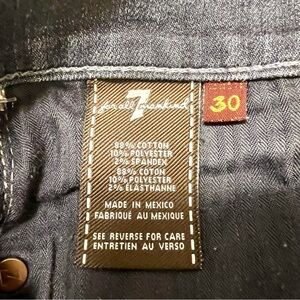 7
for all mankind
30
88% COTTON
10% POLYESTER
2% SPANDEX
88% COTON
10% POLYESTER
2% ÉLASTHANNE
MADE IN MEXICO
FABRIQUÉ AU MEXIQUE
SEE REVERSE FOR CARE
ENTRETIEN AU VERSO